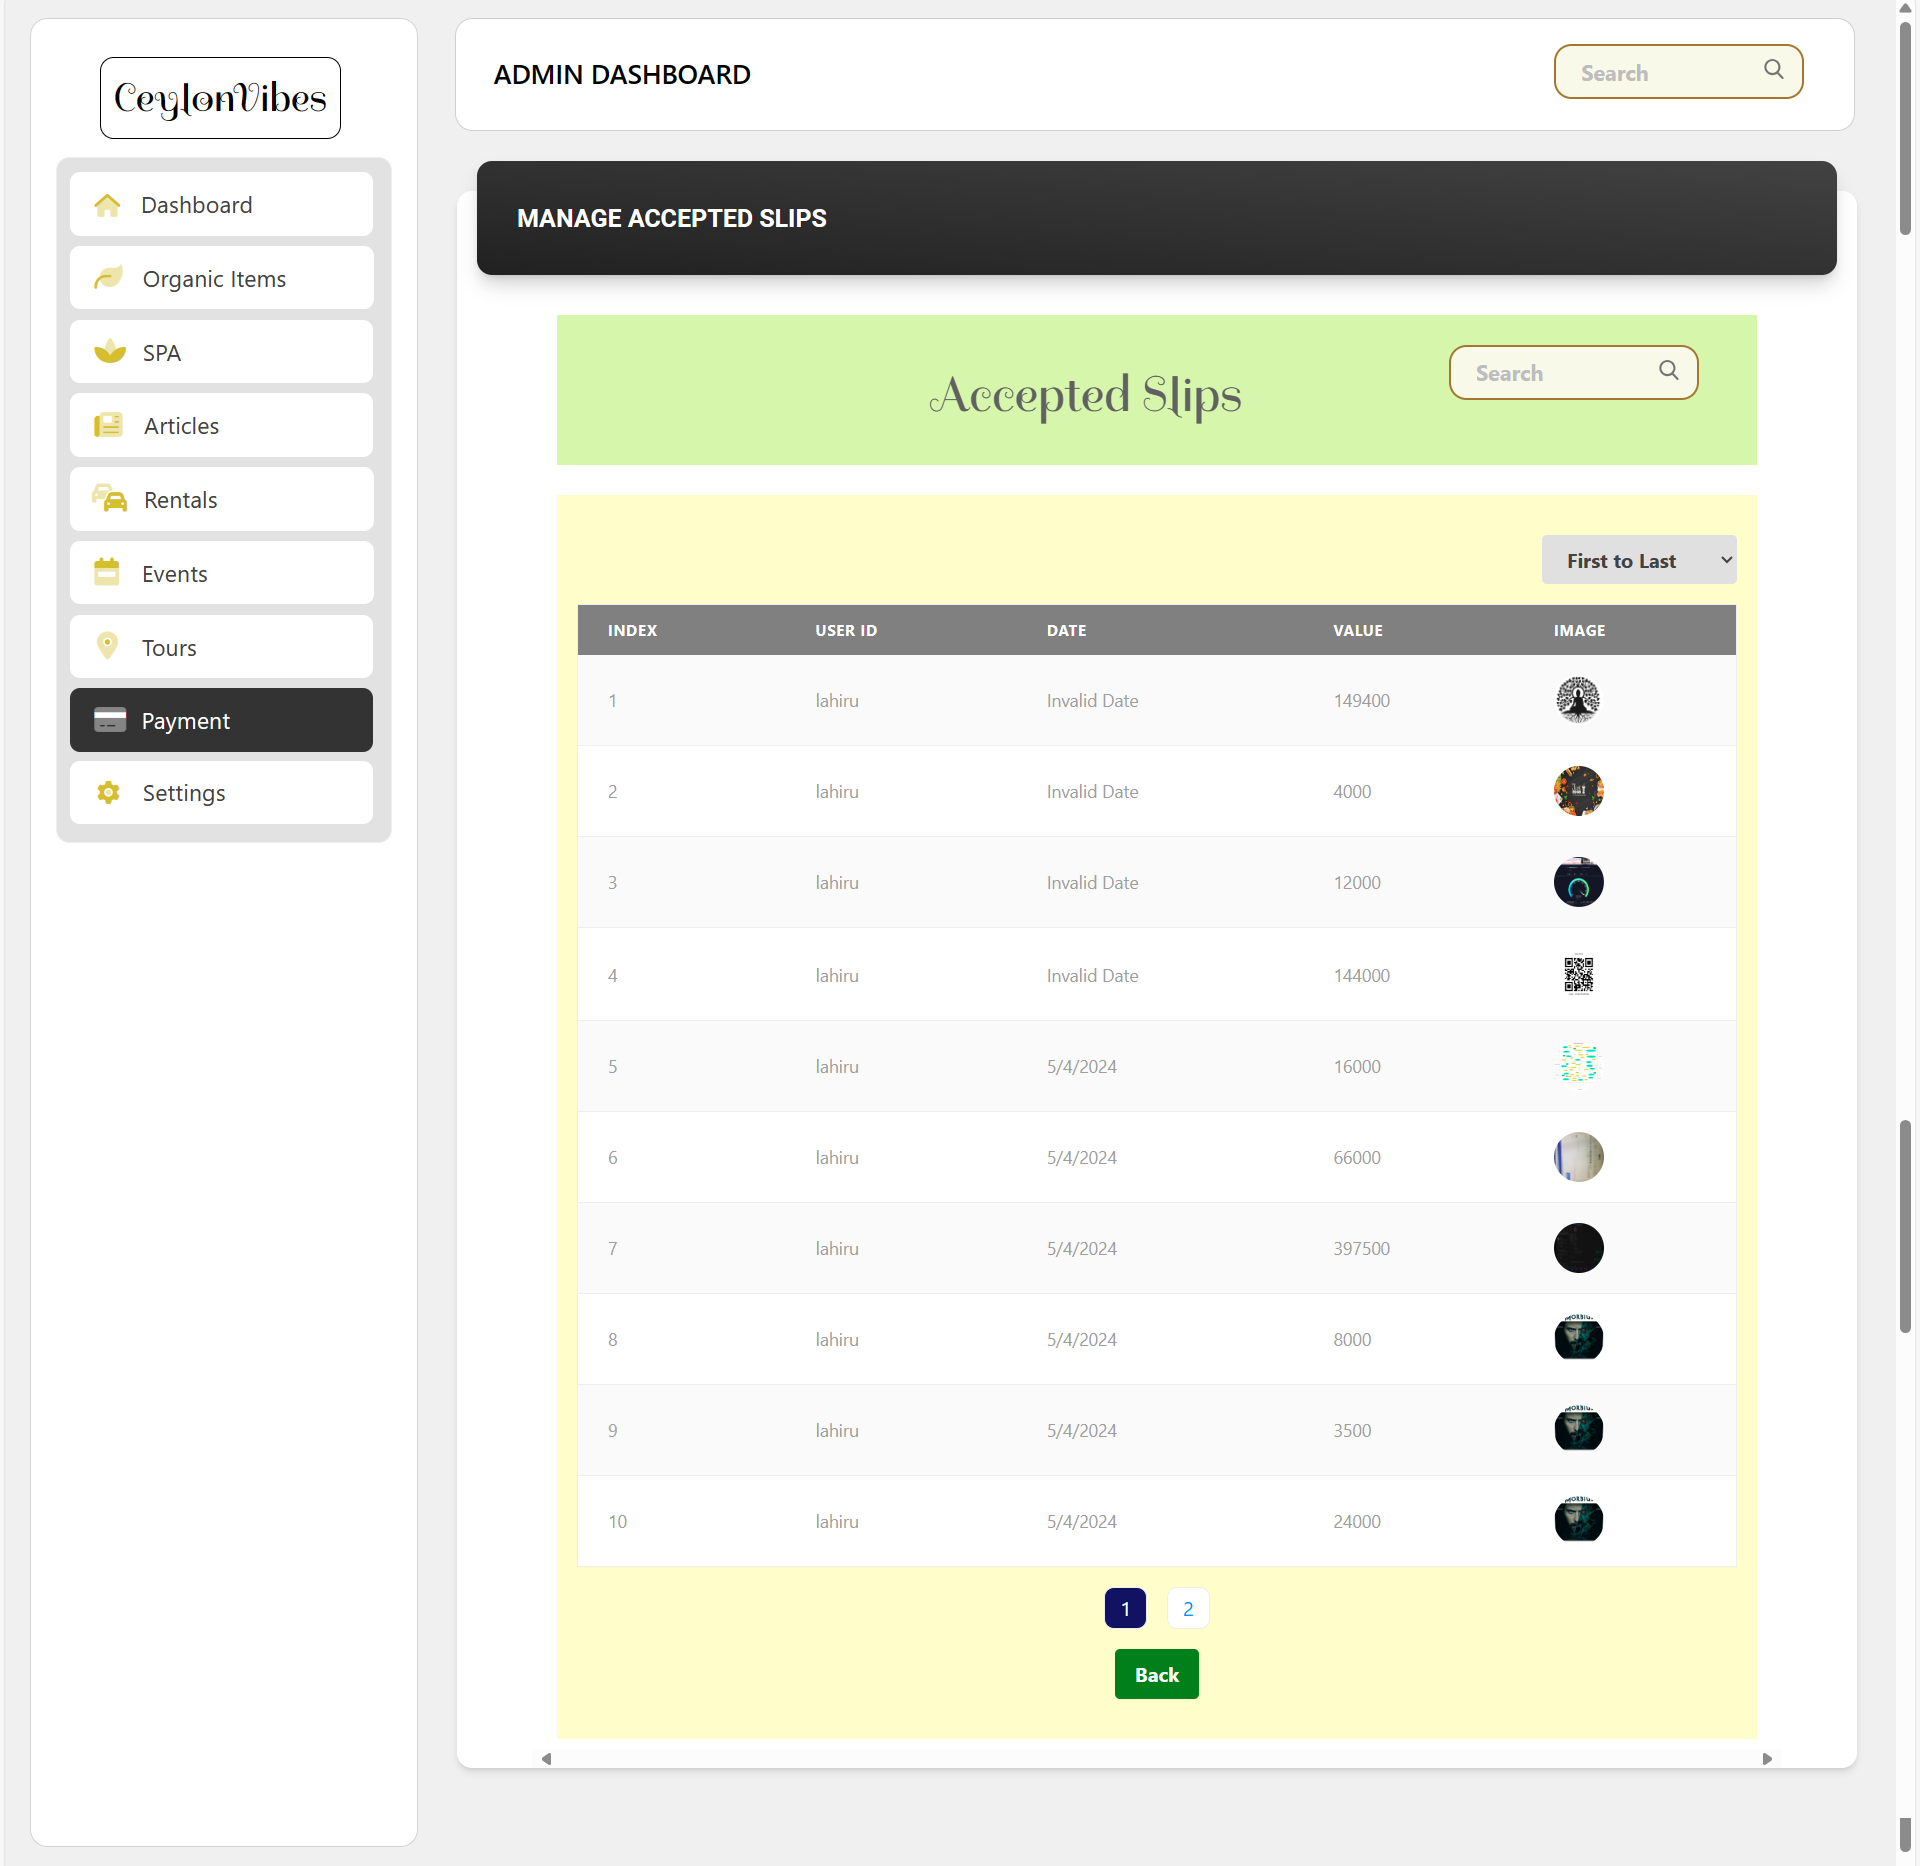 CeylonVibes
Dashboard
Organic Items
SPA
Articles
Rentals
Events
Tours
Payment
Settings
ADMIN DASHBOARD
Search
MANAGE ACCEPTED SLIPS
Accepted Slips
Search
First to Last
INDEX USER ID DATE VALUE IMAGE
1 lahiru Invalid Date 149400
2 lahiru Invalid Date 4000
3 lahiru Invalid Date 12000
4 lahiru Invalid Date 144000
5 lahiru 5/4/2024 16000
6 lahiru 5/4/2024 66000
7 lahiru 5/4/2024 397500
8 lahiru 5/4/2024 8000
9 lahiru 5/4/2024 3500
10 lahiru 5/4/2024 24000
1 2
Back